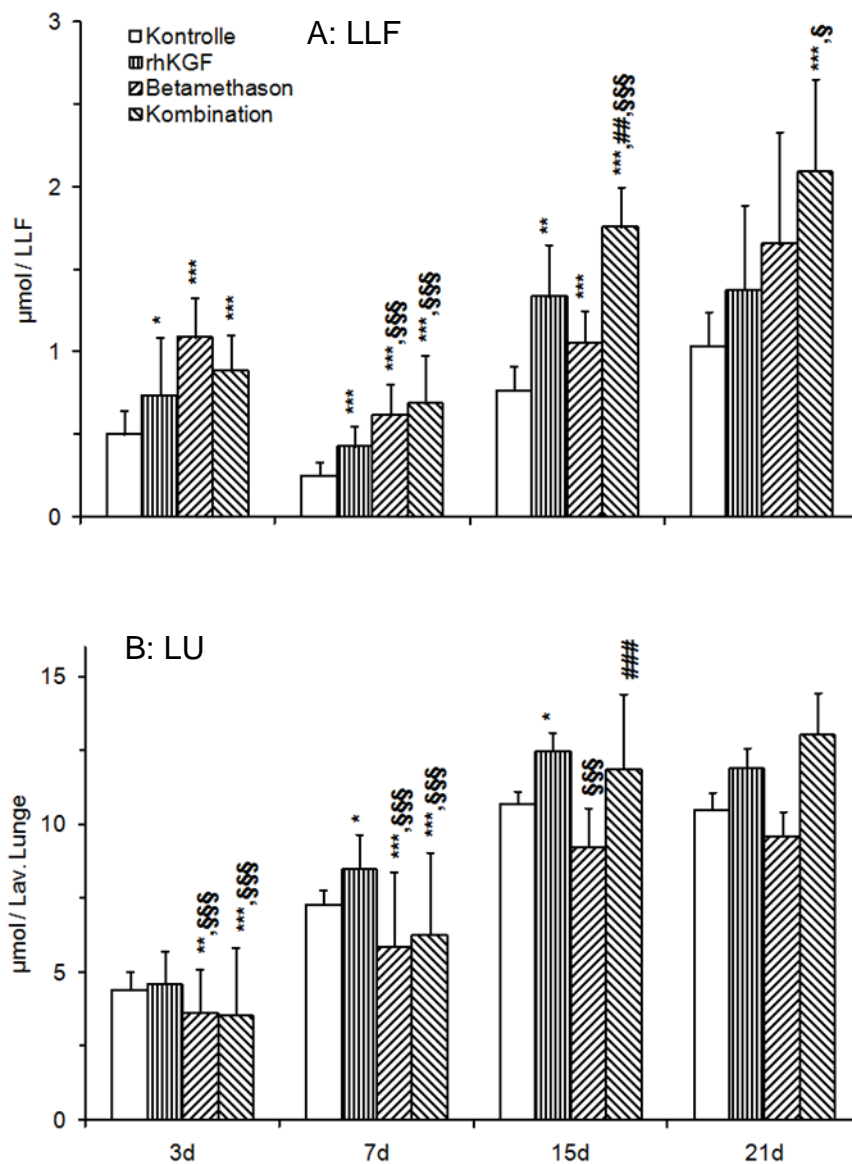 A: LLF
Kontrolle
rhKGF
Betamethason
Kombination
µmol / LLF
3
2
1
0
*
***
***
***
***,§§§
***,§§§
**
***
***,##,§§§
***,§
B: LU
µmol / Lav. Lunge
15
10
5
0
**,§§§
***,§§§
*
***,§§§
***,§§§
*
§§§
###
3d
7d
15d
21d